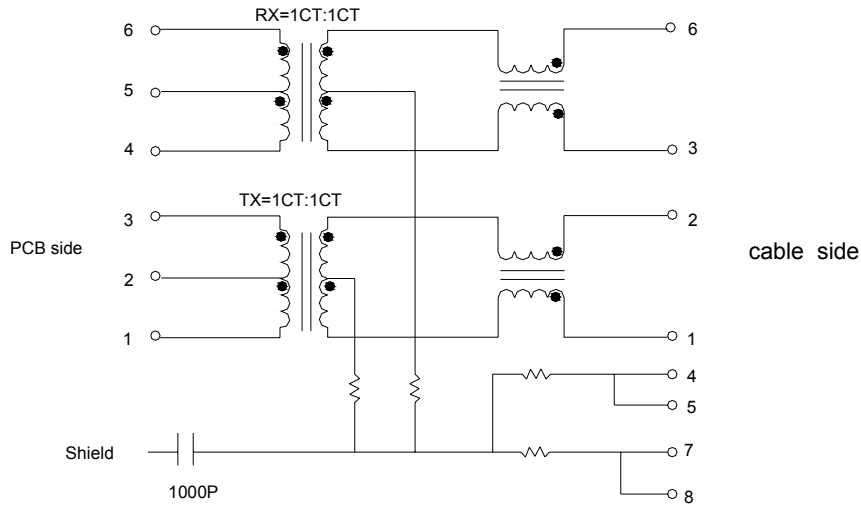 RX=1CT:1CT
6
6
5
4
3
TX=1CT:1CT
3
2
PCB side
cable side
2
1
1
4
5
Shield
7
1000P
8